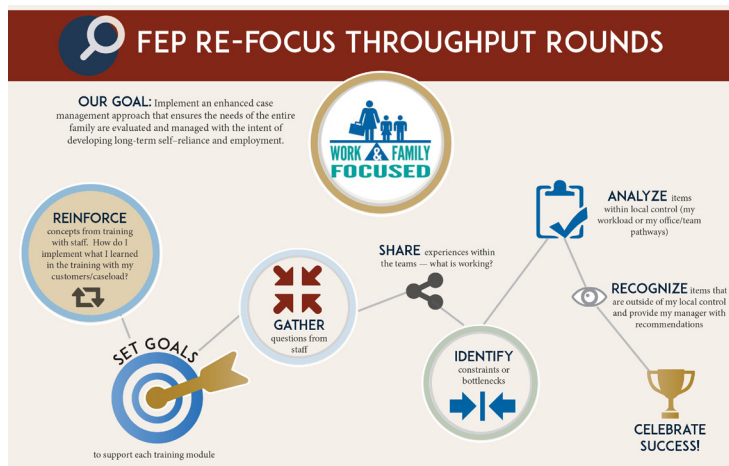 FEP RE-FOCUS THROUGHPUT ROUNDS
OUR GOAL: Implement an enhanced case
management approach that ensures the needs of the entire
family are evaluated and managed with the intent of
developing long-term self-reliance and employment.
WORK & FAMILY
FOCUSED
REINFORCE
concepts from training
with staff. How do I
implement what I learned
in the training with my
customers/caseload?
SET GOALS
to support each training module
GATHER
questions from
staff
SHARE experiences within
the teams — what is working?
IDENTIFY
constraints or
bottlenecks
ANALYZE items
within local control (my
workload or my office/team
pathways)
RECOGNIZE items that
are outside of my local control
and provide my manager with
recommendations
CELEBRATE
SUCCESS!